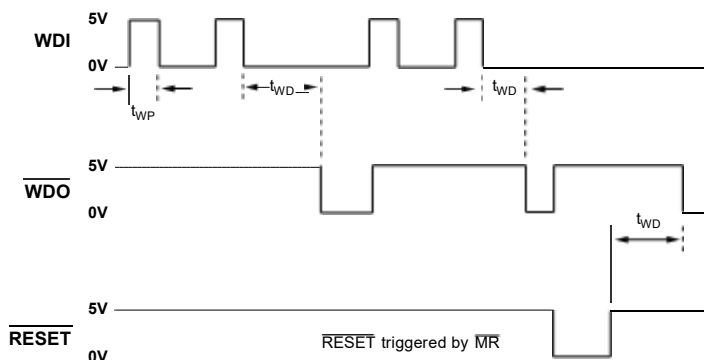 5V
WDI
0V
tWP
tWD
tWD
5V
WDO
0V
tWD
5V
RESET
RESET triggered by MR
0V